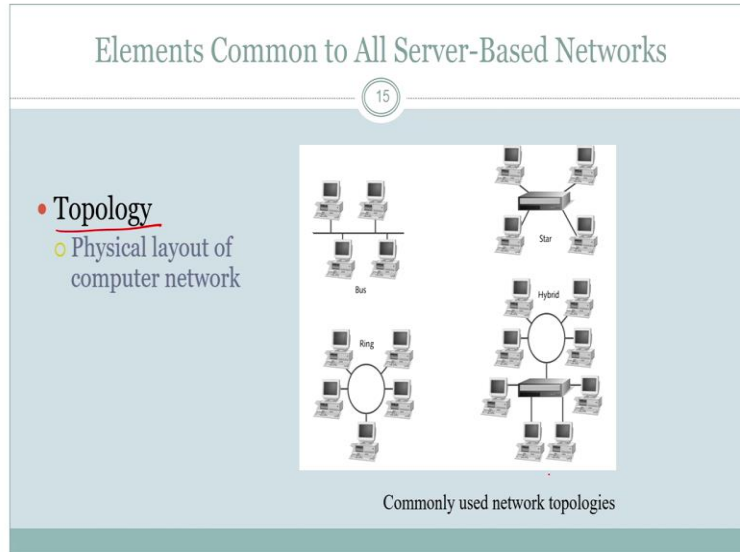 Elements Common to All Server-Based Networks
15
• Topology
○ Physical layout of
computer network
Bus
Star
Ring
Hybrid
Commonly used network topologies